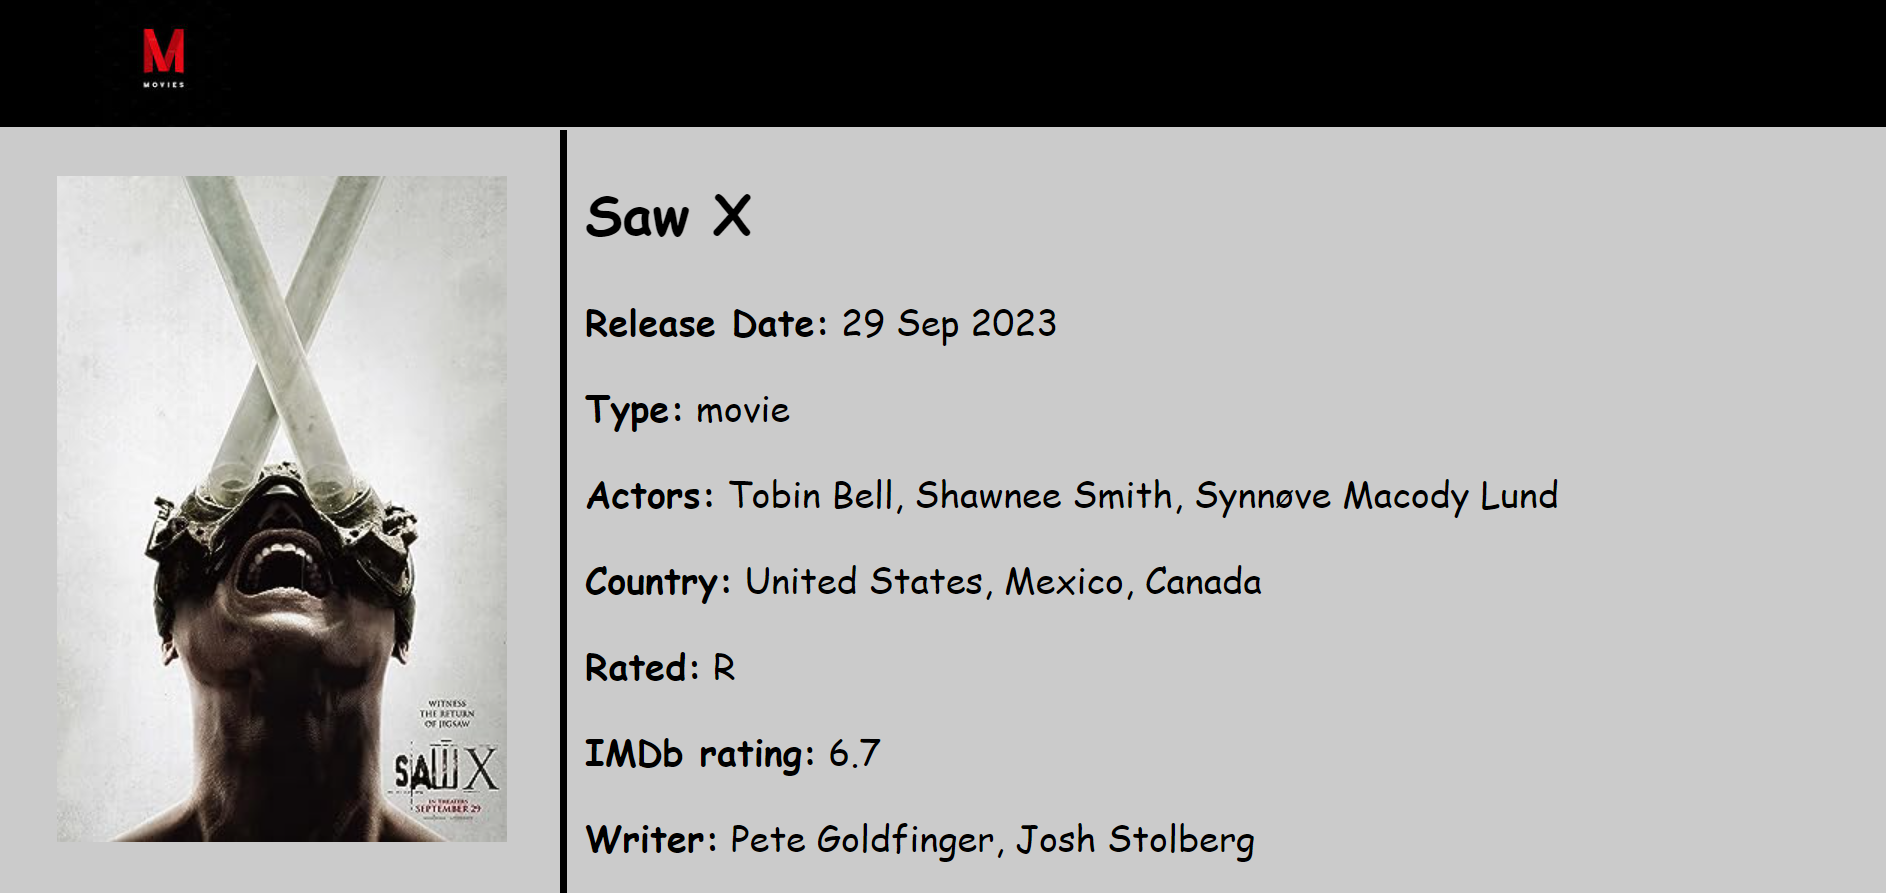 M
MOVIES
WITNESS
THE RETURN
OF JIGSAW
SAW X
IN THEATERS
SEPTEMBER 29
Saw X
Release Date: 29 Sep 2023
Type: movie
Actors: Tobin Bell, Shawnee Smith, Synnøve Macody Lund
Country: United States, Mexico, Canada
Rated: R
IMDb rating: 6.7
Writer: Pete Goldfinger, Josh Stolberg